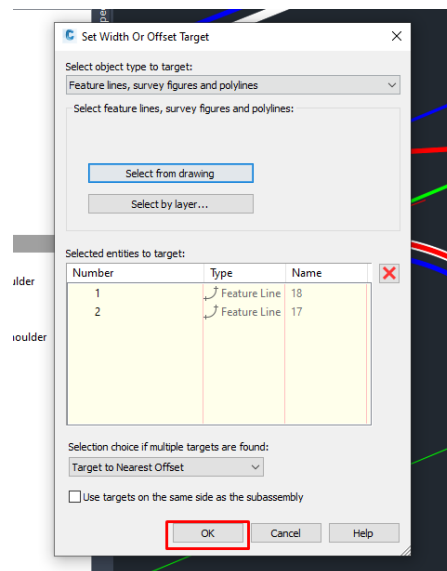 Set Width Or Offset Target
Select object type to target:
Feature lines, survey figures and polylines
Select feature lines, survey figures and polylines:
Select from drawing
Select by layer...
Selected entities to target:
Number Type Name
1 Feature Line 18
2 Feature Line 17
Selection choice if multiple targets are found:
Target to Nearest Offset
Use targets on the same side as the subassembly
OK Cancel Help
ulder
noulder